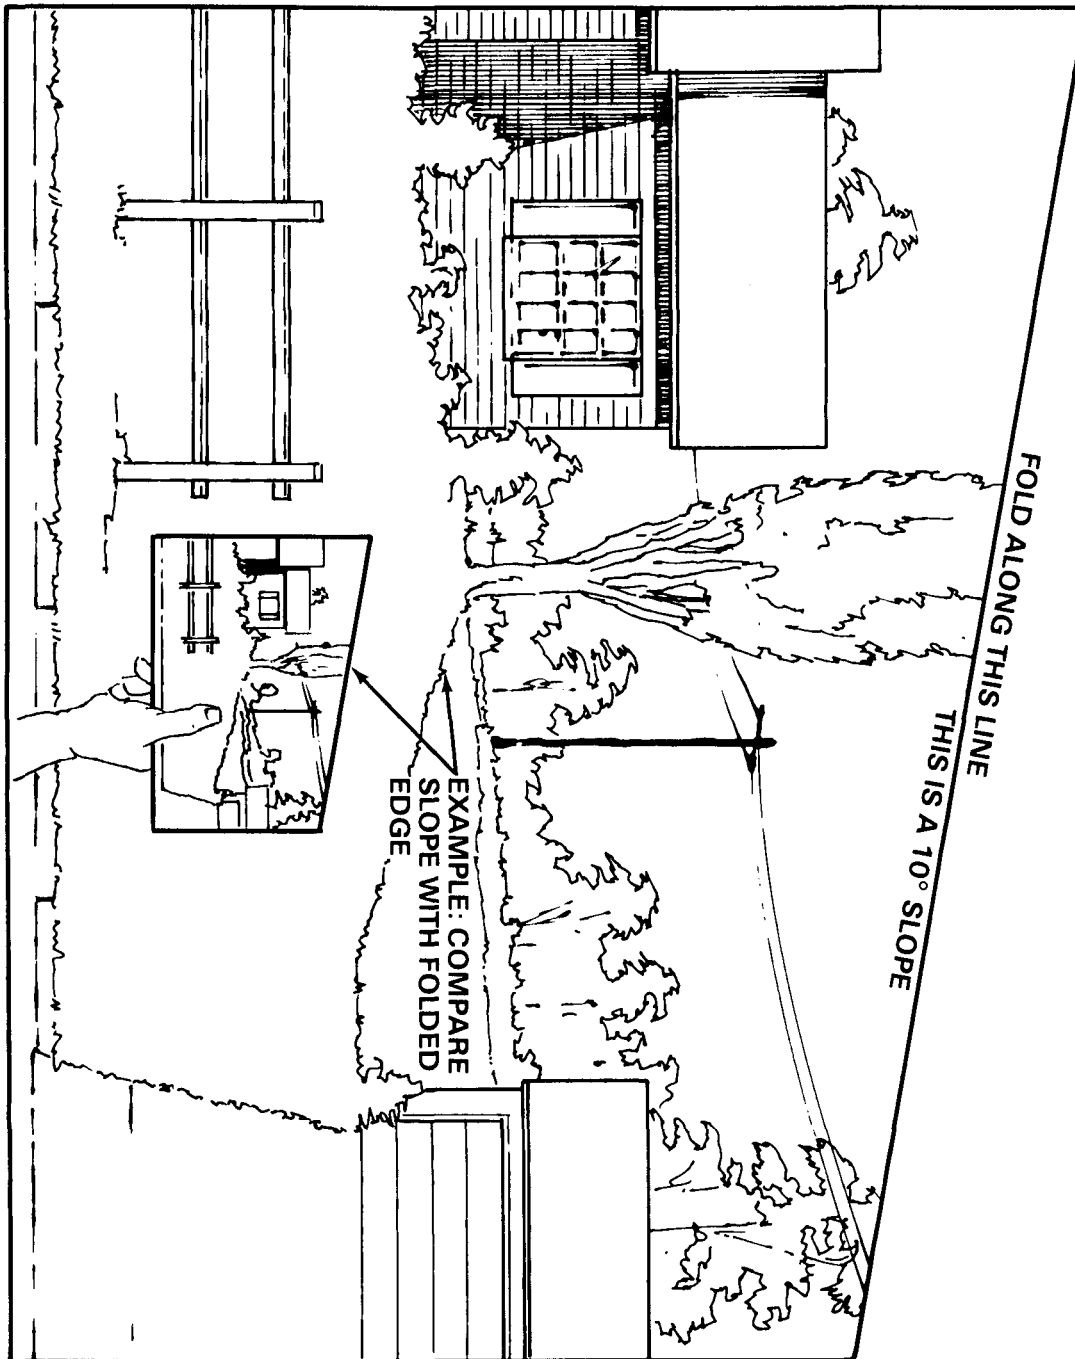 FOLD ALONG THIS LINE
THIS IS A 10° SLOPE
EXAMPLE: COMPARE
SLOPE WITH FOLDED
EDGE